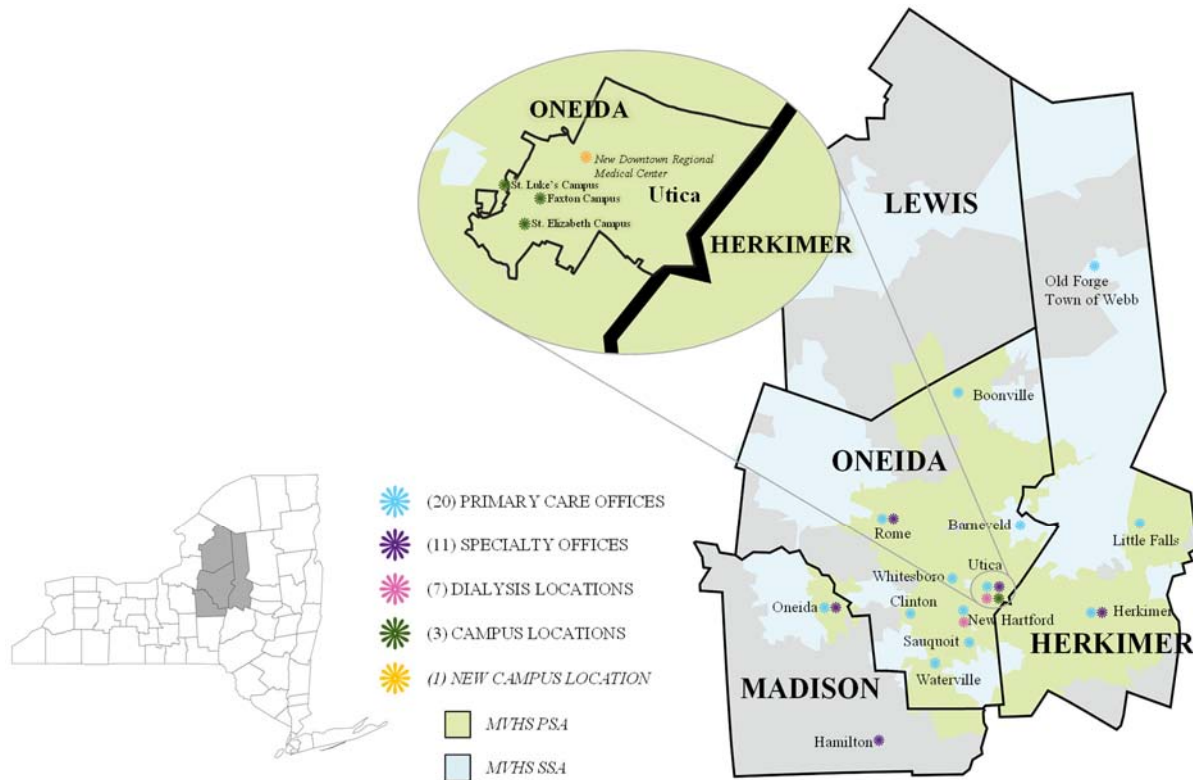 ONEIDA
New Downtown Regional
Medical Center
St. Luke's Campus
Faxton Campus
Utica
St. Elizabeth Campus
HERKIMER
LEWIS
Old Forge
Town of Webb
Boonville
ONEIDA
Rome
Barneveld
Little Falls
Utica
Whitesboro
Oneida
Clinton
New Hartford
Herkimer
Sauquoit
HERKIMER
Waterville
MADISON
Hamilton
(20) PRIMARY CARE OFFICES
(11) SPECIALTY OFFICES
(7) DIALYSIS LOCATIONS
(3) CAMPUS LOCATIONS
(1) NEW CAMPUS LOCATION
MVHS PSA
MVHS SSA